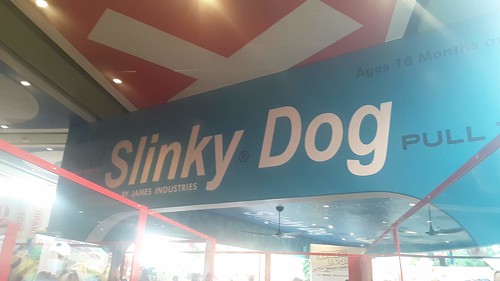 Ages 18 Months
Slinky® Dog
PULL
BY JAMES INDUSTRIES